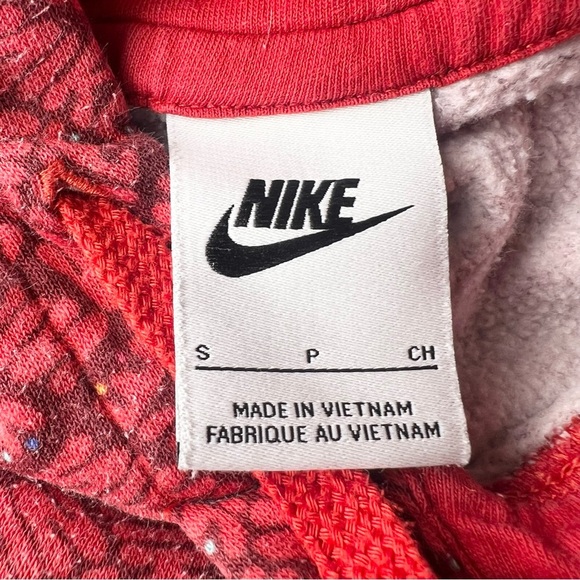 NIKE
S P CH
MADE IN VIETNAM
FABRIQUE AU VIETNAM